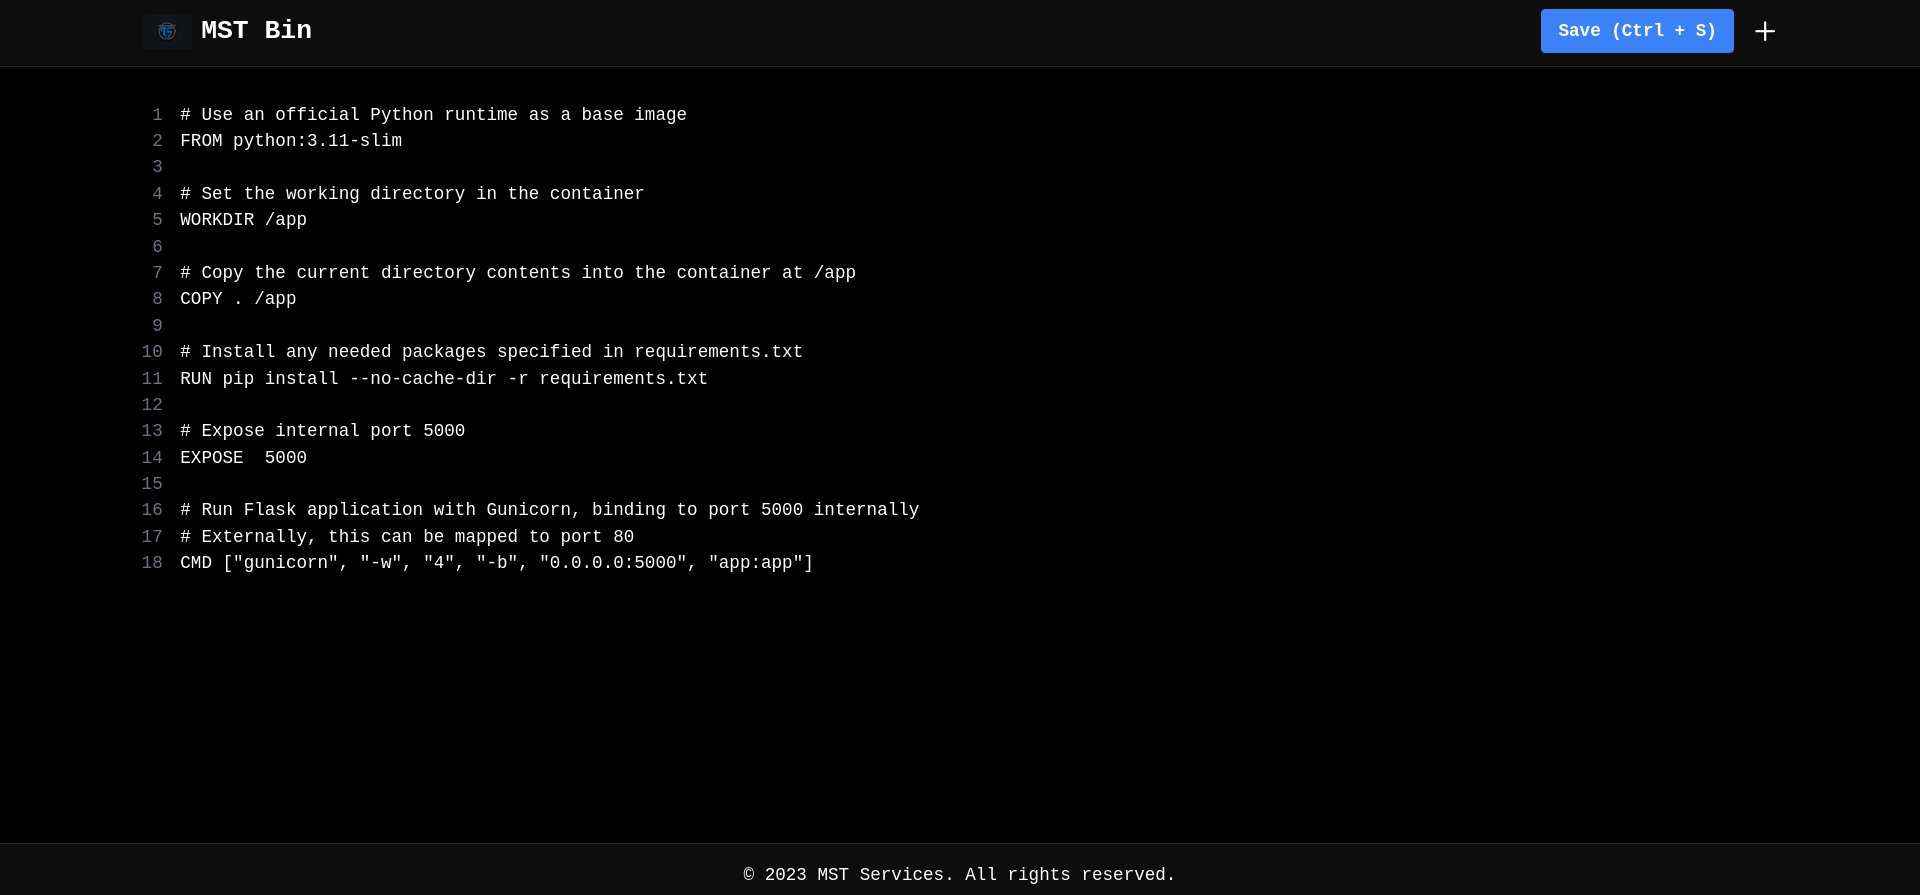 MST Bin
Save (Ctrl + S)
1 # Use an official Python runtime as a base image
2 FROM python:3.11-slim
3
4 # Set the working directory in the container
5 WORKDIR /app
6
7 # Copy the current directory contents into the container at /app
8 COPY . /app
9
10 # Install any needed packages specified in requirements.txt
11 RUN pip install --no-cache-dir -r requirements.txt
12
13 # Expose internal port 5000
14 EXPOSE  5000
15
16 # Run Flask application with Gunicorn, binding to port 5000 internally
17 # Externally, this can be mapped to port 80
18 CMD ["gunicorn", "-w", "4", "-b", "0.0.0.0:5000", "app:app"]
© 2023 MST Services. All rights reserved.